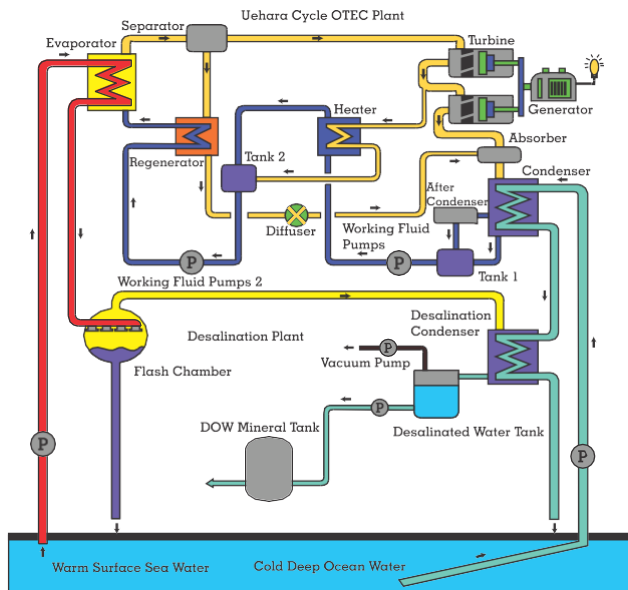 Uehara Cycle OTEC Plant
Separator
Evaporator
Turbine
Generator
Heater
Regenerator
Tank 2
Absorber
Condenser
After
Condenser
Diffuser
Working Fluid
Pumps
P
P
Tank 1
Working Fluid Pumps 2
Desalination
Condenser
Desalination Plant
P
Vacuum Pump
Flash Chamber
P
DOW Mineral Tank
Desalinated Water Tank
P
P
Warm Surface Sea Water
Cold Deep Ocean Water